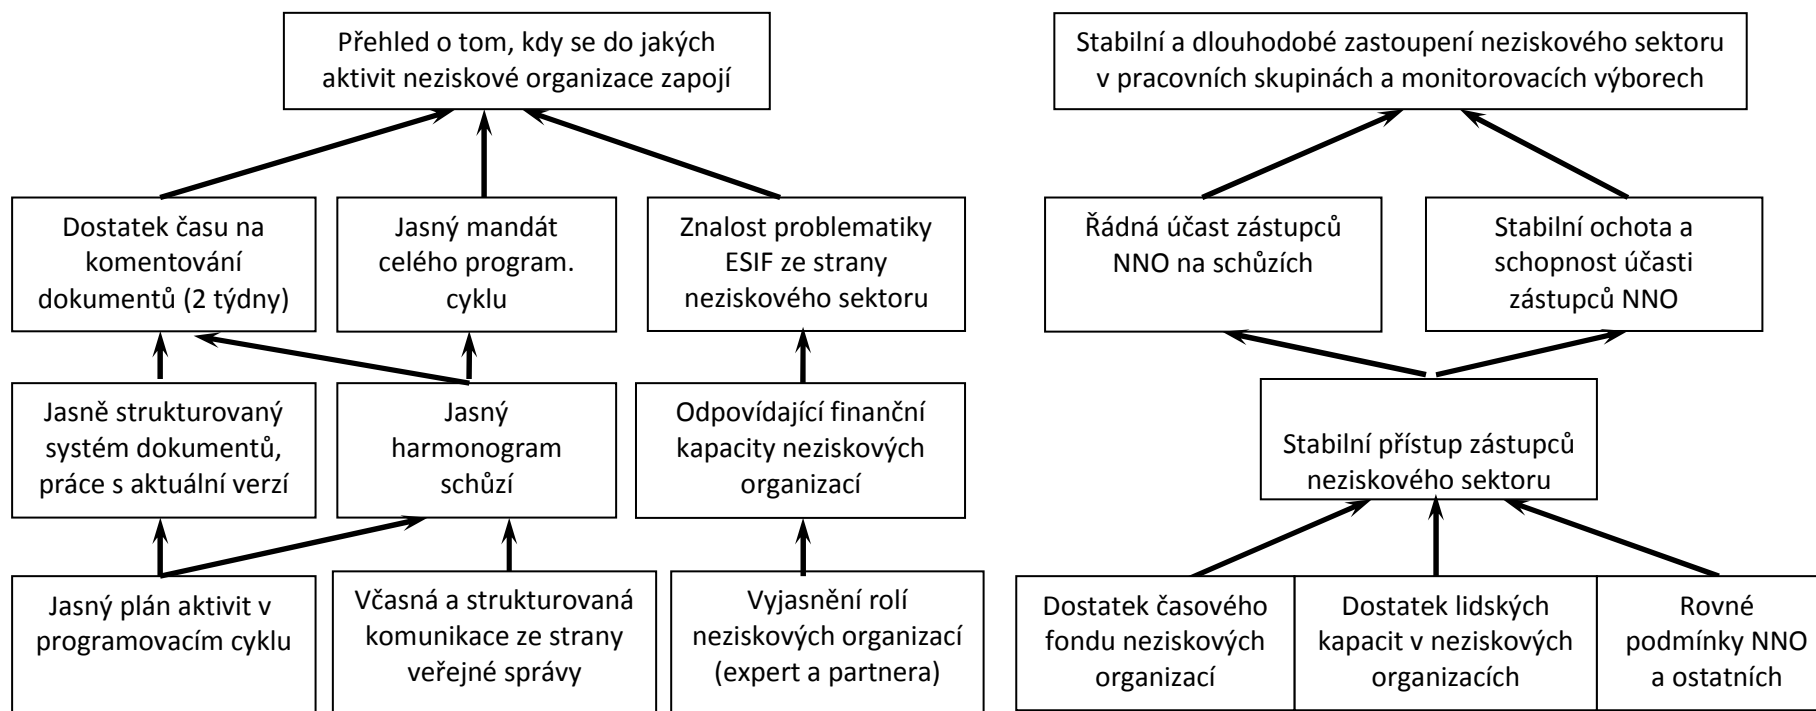 Přehled o tom, kdy se do jakých
aktivit neziskové organizace zapojí
Stabilní a dlouhodobé zastoupení neziskového sektoru
v pracovních skupinách a monitorovacích výborech
Dostatek času na
komentování
dokumentů (2 týdny)
Jasný mandát
celého program.
cyklu
Znalost problematiky
ESIF ze strany
neziskového sektoru
Řádná účast zástupců
NNO na schůzích
Stabilní ochota a
schopnost účasti
zástupců NNO
Jasně strukturovaný
systém dokumentů,
práce s aktuální verzí
Jasný
harmonogram
schůzí
Odpovídající finanční
kapacity neziskových
organizací
Stabilní přístup zástupců
neziskového sektoru
Jasný plán aktivit v
programovacím cyklu
Včasná a strukturovaná
komunikace ze strany
veřejné správy
Vyjasnění rolí
neziskových organizací
(expert a partnera)
Dostatek časového
fondu neziskových
organizací
Dostatek lidských
kapacit v neziskových
organizacích
Rovné
podmínky NNO
a ostatních